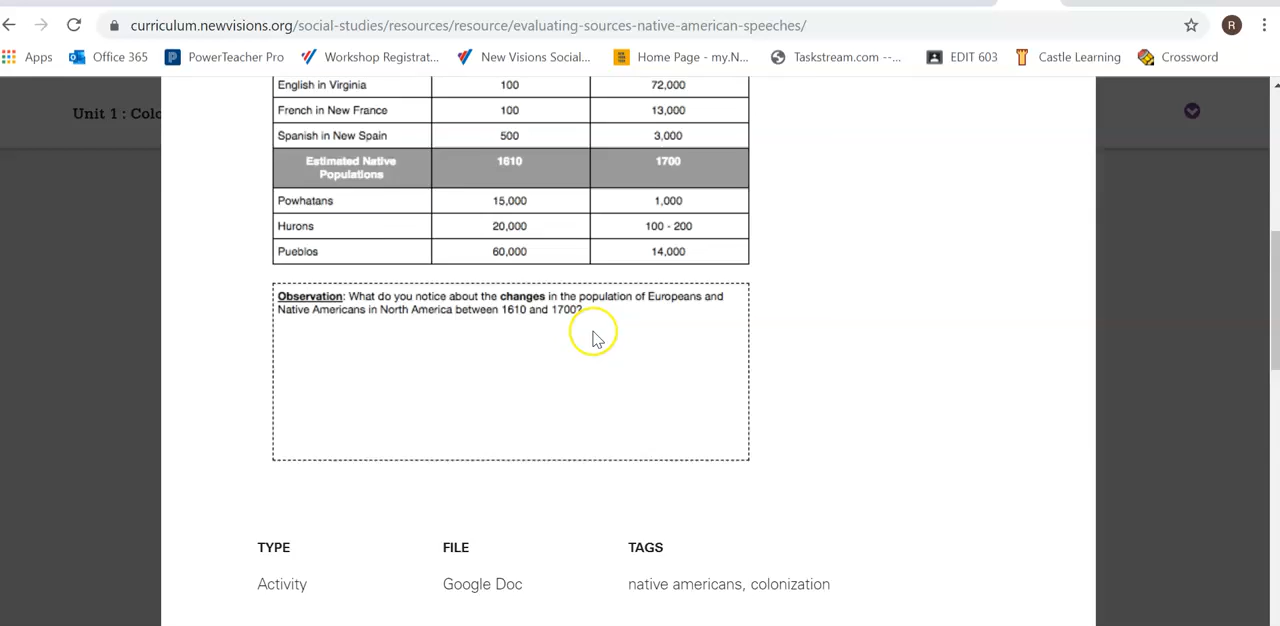 curriculum.newvisions.org/social-studies/resources/resource/evaluating-sources-native-american-speeches/
R
Apps Office 365 PowerTeacher Pro Workshop Registrat... New Visions Social... Home Page - my.N... Taskstream.com --... EDIT 603 Castle Learning Crossword
Unit 1 : Colo
English in Virginia 100 72,000
French in New France 100 13,000
Spanish in New Spain 500 3,000
Estimated Native 1610 1700
Populations
Powhatans 15,000 1,000
Hurons 20,000 100 - 200
Pueblos 60,000 14,000
Observation: What do you notice about the changes in the population of Europeans and
Native Americans in North America between 1610 and 1700?
TYPE FILE TAGS
Activity Google Doc native americans, colonization